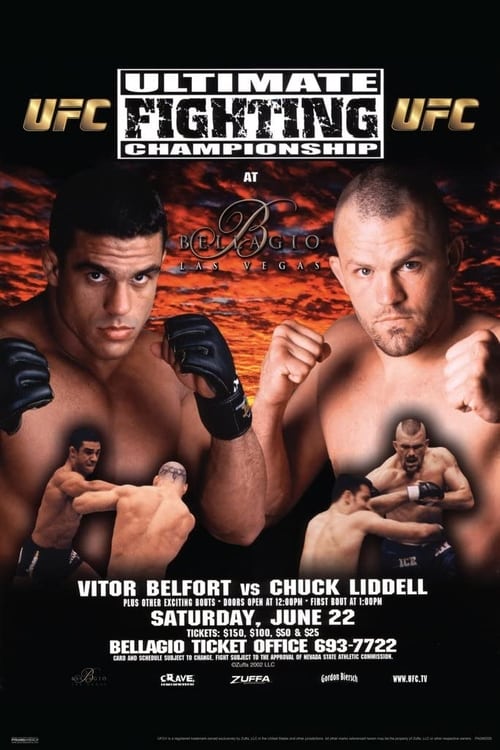 UFC
ULTIMATE
FIGHTING
CHAMPIONSHIP
UFC
AT
B
BELLAGIO
LAS VEGAS
ICE
VITOR BELFORT vs CHUCK LIDDELL
PLUS OTHER EXCITING BOUTS • DOORS OPEN AT 12:00PM • FIRST BOUT AT 1:00PM
SATURDAY, JUNE 22
TICKETS: $150, $100, $50 & $25
BELLAGIO TICKET OFFICE 693-7722
CARD AND SCHEDULE SUBJECT TO CHANGE. FIGHT SUBJECT TO THE APPROVAL OF NEVADA STATE ATHLETIC COMMISSION.
©Zuffa 2002 LLC
BELLAGIO
CRAVE
ZUFFA
Gordon Biersch
WWW.UFC.TV